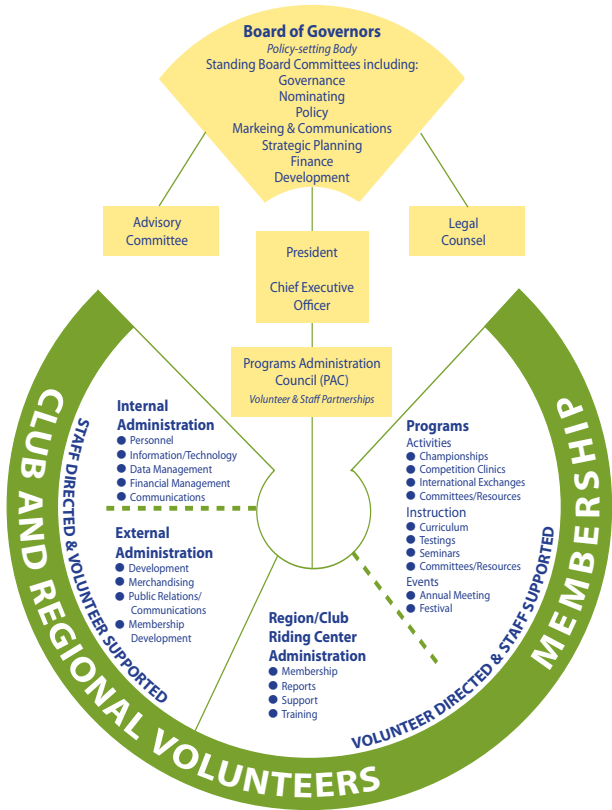 Board of Governors
Policy-setting Body
Standing Board Committees including:
Governance
Nominating
Policy
Markeing & Communications
Strategic Planning
Finance
Development
Advisory
Committee
Legal
Counsel
President
Chief Executive
Officer
Programs Administration
Council (PAC)
Volunteer & Staff Partnerships
CLUB AND REGIONAL VOLUNTEERS
MEMBERSHIP
STAFF DIRECTED & VOLUNTEER SUPPORTED
Internal
Administration
● Personnel
● Information/Technology
● Data Management
● Financial Management
● Communications
External
Administration
● Development
● Merchandising
● Public Relations/
Communications
● Membership
Development
Region/Club
Riding Center
Administration
● Membership
● Reports
● Support
● Training
Programs
Activities
● Championships
● Competition Clinics
● International Exchanges
● Committees/Resources
Instruction
● Curriculum
● Testings
● Seminars
● Committees/Resources
Events
● Annual Meeting
● Festival
VOLUNTEER DIRECTED & STAFF SUPPORTED